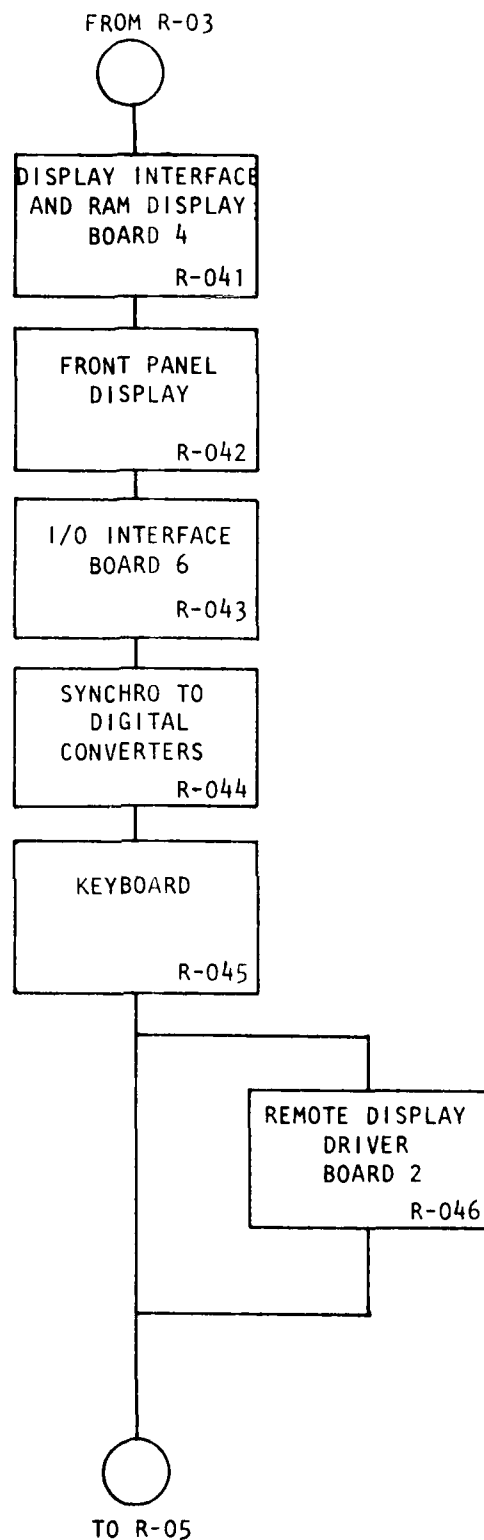 FROM R-03
DISPLAY INTERFACE
AND RAM DISPLAY
BOARD 4
R-041
FRONT PANEL
DISPLAY
R-042
I/O INTERFACE
BOARD 6
R-043
SYNCHRO TO
DIGITAL
CONVERTERS
R-044
KEYBOARD
R-045
REMOTE DISPLAY
DRIVER
BOARD 2
R-046
TO R-05